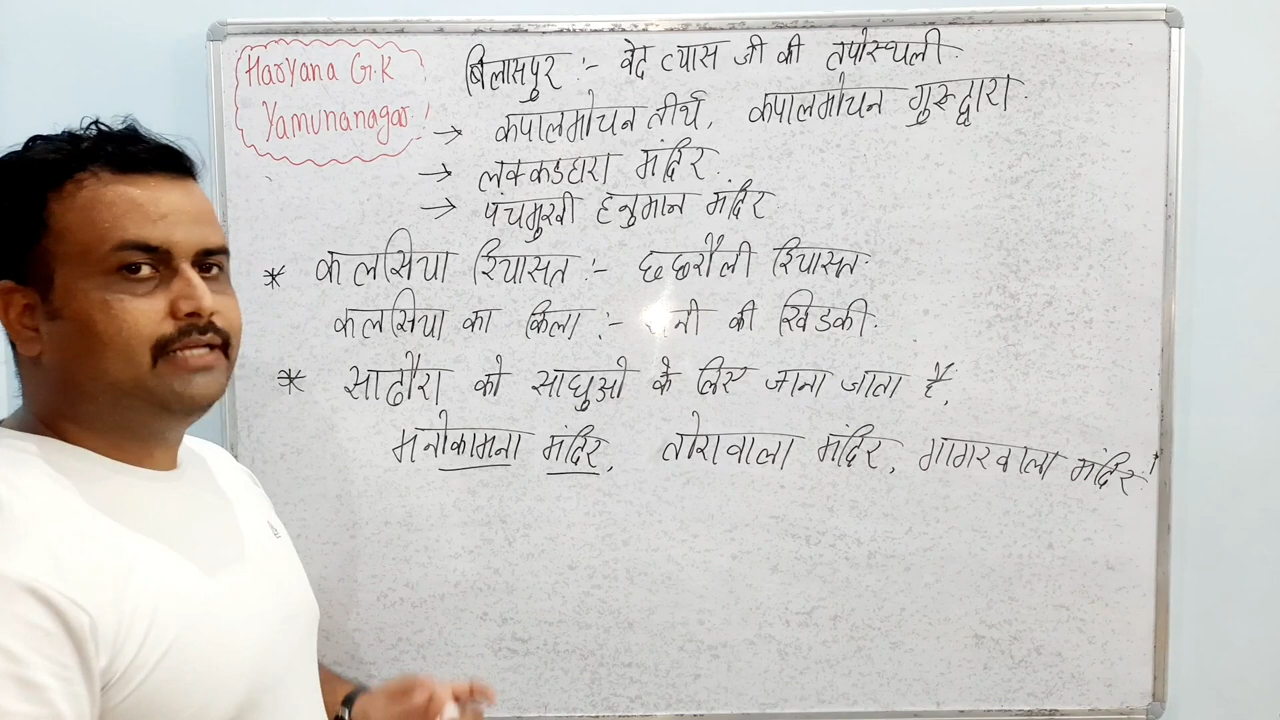 Haryana G.K
Yamunanagar.
बिलासपुर :- वेद व्यास जी की तपोस्थली.
→ कपालमोचन तीर्थ, कपालमोचन गुरूद्वारा.
→ लक्कडहारा मंदिर.
→ पंचमुखी हनुमान मंदिर
* कलसिया रियासत :- छछरौली रियासत
कलसिया का किला :- की खिडकी.
* साढौरा को साधुओ के लिए जाना जाता है,
मनोकामना मंदिर, तोरावाला मंदिर, गागरवाला मंदिर